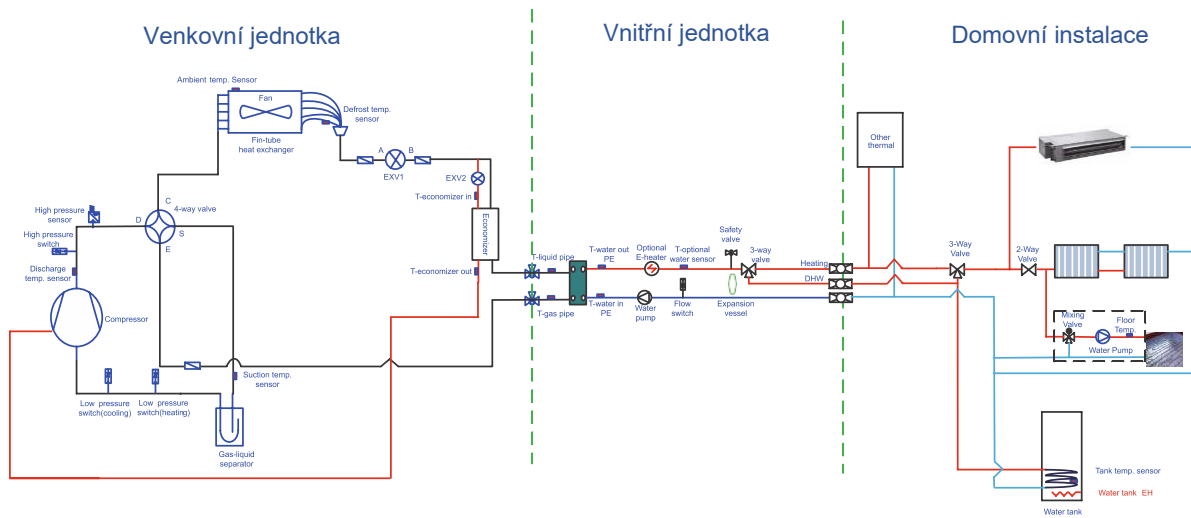 Venkovní jednotka
Vnitřní jednotka
Domovní instalace
Ambient temp. Sensor
Fan
Defrost temp.
sensor
Fin-tube
heat exchanger
A
B
EXV1
EXV2
T-economizer in
Economizer
T-economizer out
C
4-way valve
D
S
E
High pressure
sensor
High pressure
switch
Discharge
temp. sensor
Compressor
Suction temp.
sensor
Low pressure
switch(cooling)
Low pressure
switch(heating)
Gas-liquid
separator
T-liquid pipe
T-gas pipe
T-water out
PE
Optional
E-heater
T-optional
water sensor
Safety
valve
3-way
valve
Heating
DHW
T-water in
PE
Water
pump
Flow
switch
Expansion
vessel
Other
thermal
3-Way
Valve
2-Way
Valve
Mixing
Valve
Floor
Temp.
Water Pump
Tank temp. sensor
Water tank EH
Water tank